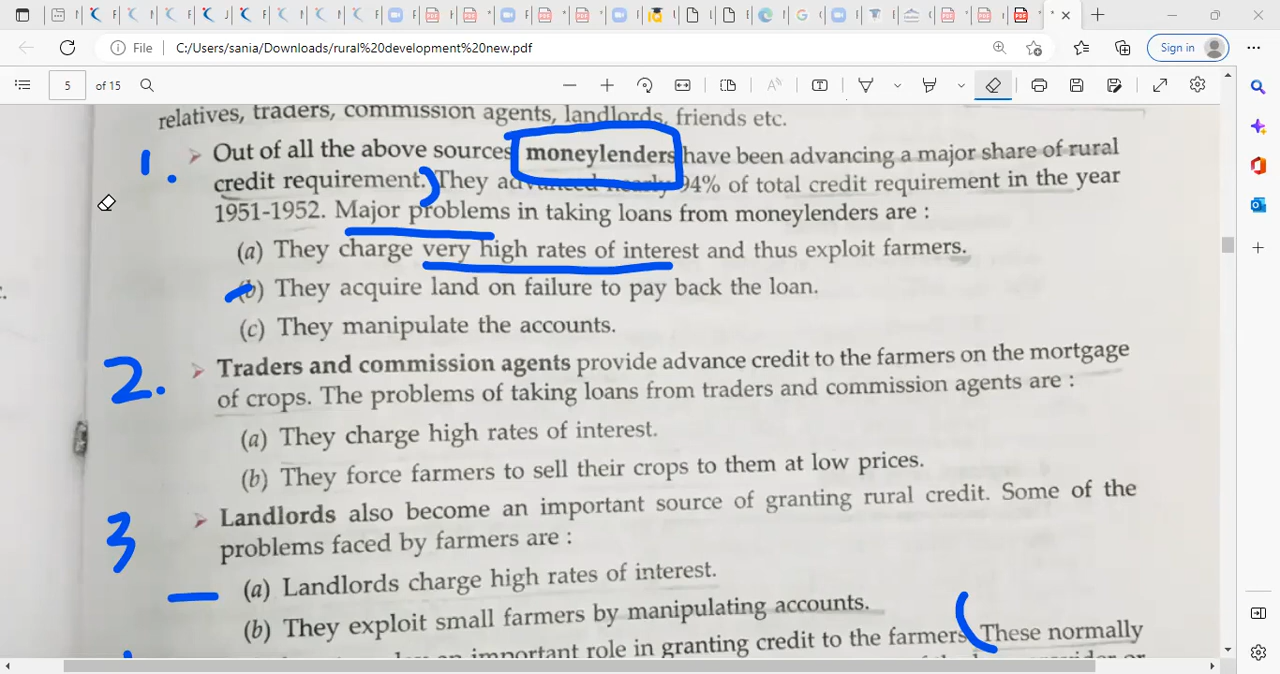 File C:/Users/sania/Downloads/rural%20development%20new.pdf Sign in
5 of 15
relatives, traders, commission agents, landlords, friends etc.
1. Out of all the above sources moneylenders have been advancing a major share of rural
credit requirement. They advanced nearly 94% of total credit requirement in the year
1951-1952. Major problems in taking loans from moneylenders are :
(a) They charge very high rates of interest and thus exploit farmers.
(b) They acquire land on failure to pay back the loan.
(c) They manipulate the accounts.
2. Traders and commission agents provide advance credit to the farmers on the mortgage
of crops. The problems of taking loans from traders and commission agents are :
(a) They charge high rates of interest.
(b) They force farmers to sell their crops to them at low prices.
3 Landlords also become an important source of granting rural credit. Some of the
problems faced by farmers are :
(a) Landlords charge high rates of interest.
(b) They exploit small farmers by manipulating accounts.
an important role in granting credit to the farmers. These normally